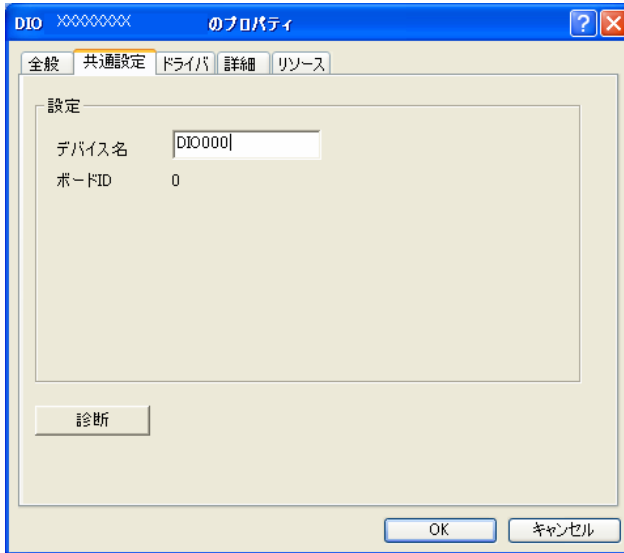 DIO XXXXXXXX のプロパティ
全般 共通設定 ドライバ 詳細 リソース
設定
デバイス名 DIO000
ボードID 0
診断
OK キャンセル